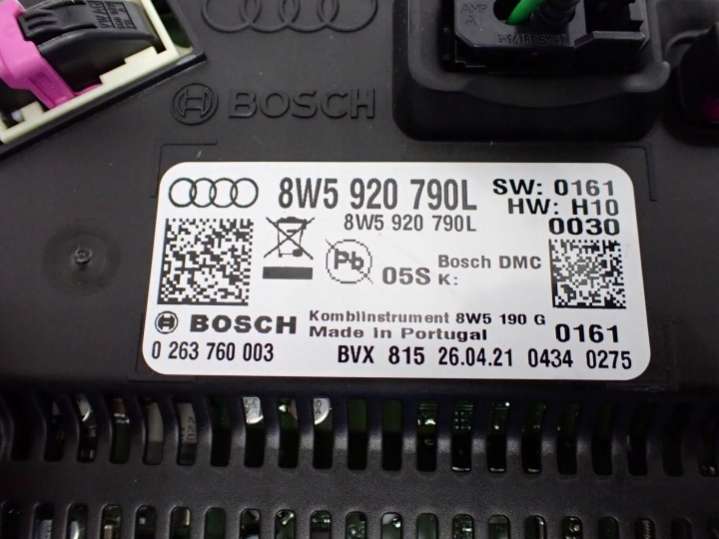 BOSCH
8W5 920 790L SW: 0161
8W5 920 790L HW: H10
0030
Pb 05S Bosch DMC
K:
BOSCH Kombiinstrument 8W5 190 G
Made in Portugal 0161
0 263 760 003 BVX 815 26.04.21 0434 0275